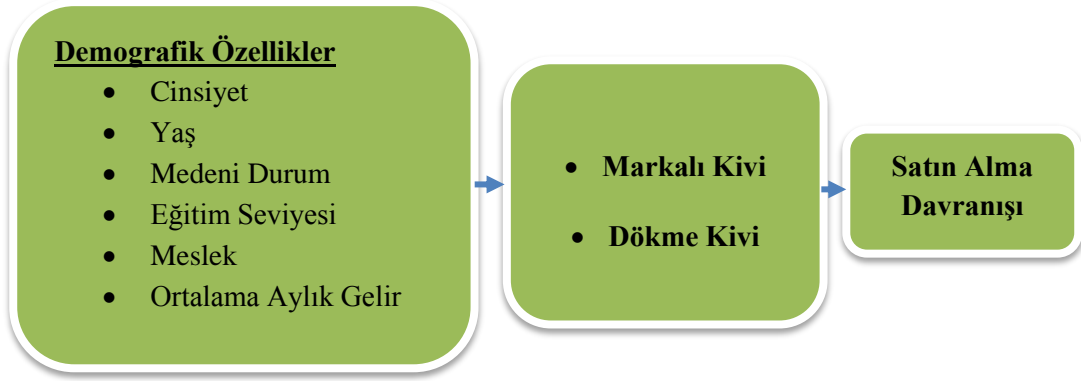 Demografik Özellikler
• Cinsiyet
• Yaş
• Medeni Durum
• Eğitim Seviyesi
• Meslek
• Ortalama Aylık Gelir
• Markalı Kivi
• Dökme Kivi
Satın Alma
Davranışı